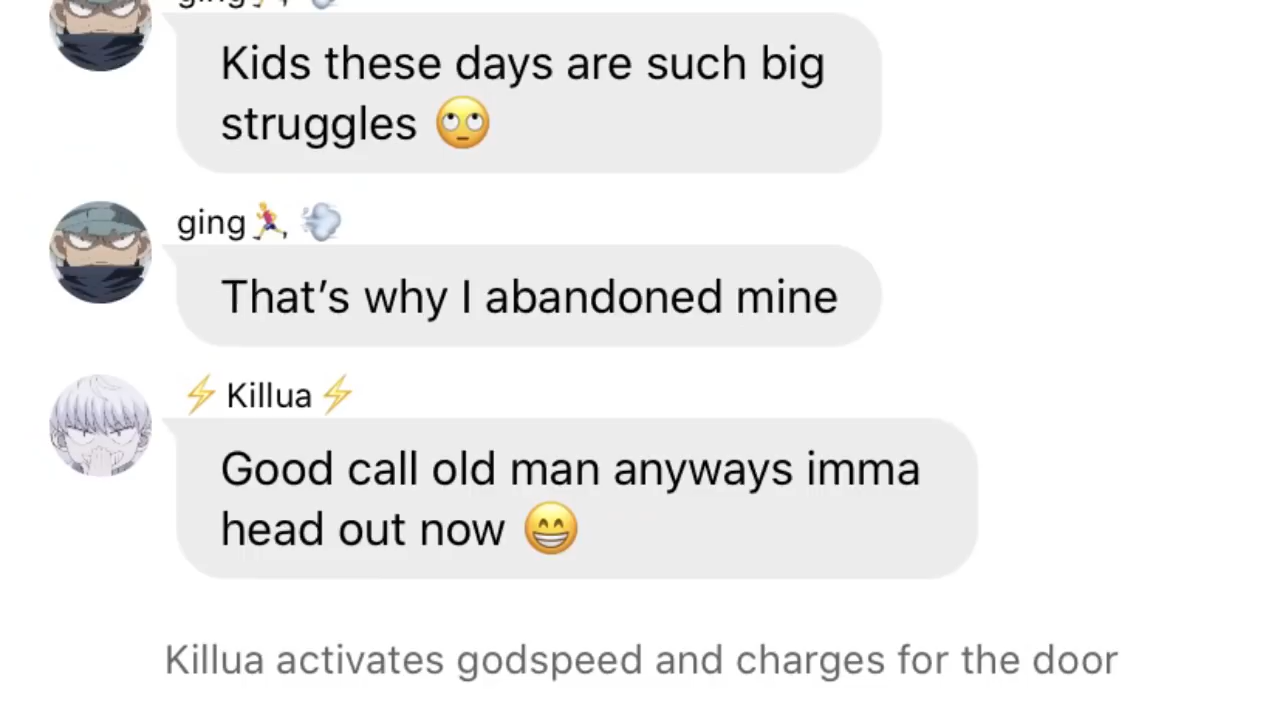 ging🏃‍♀️💨
Kids these days are such big
struggles 🙄
ging🏃‍♀️💨
That’s why I abandoned mine
⚡Killua⚡
Good call old man anyways imma
head out now 😁
Killua activates godspeed and charges for the door